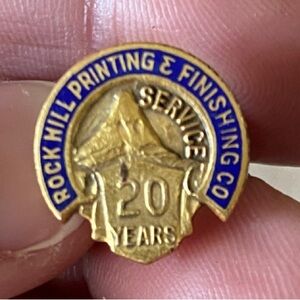 ROCK HILL PRINTING & FINISHING CO
SERVICE
20
YEARS